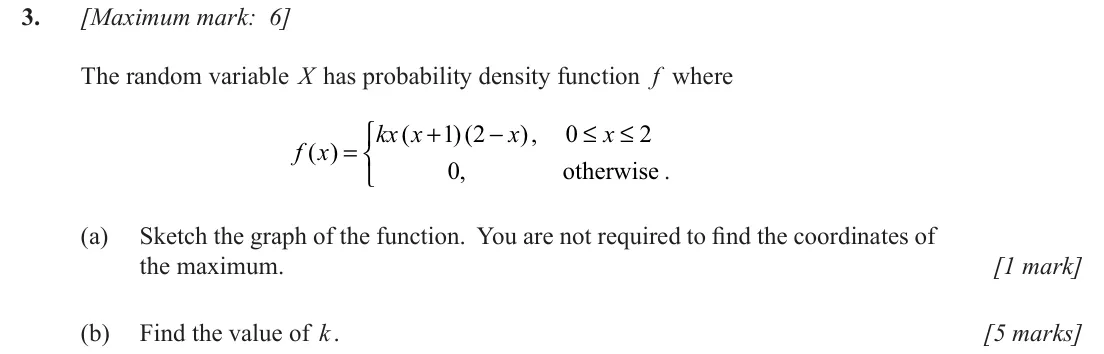 3. [Maximum mark: 6]
The random variable X has probability density function f where
f(x) = { kx(x+1)(2−x), 0≤x≤2
0, otherwise .
(a) Sketch the graph of the function. You are not required to find the coordinates of
the maximum. [1 mark]
(b) Find the value of k. [5 marks]